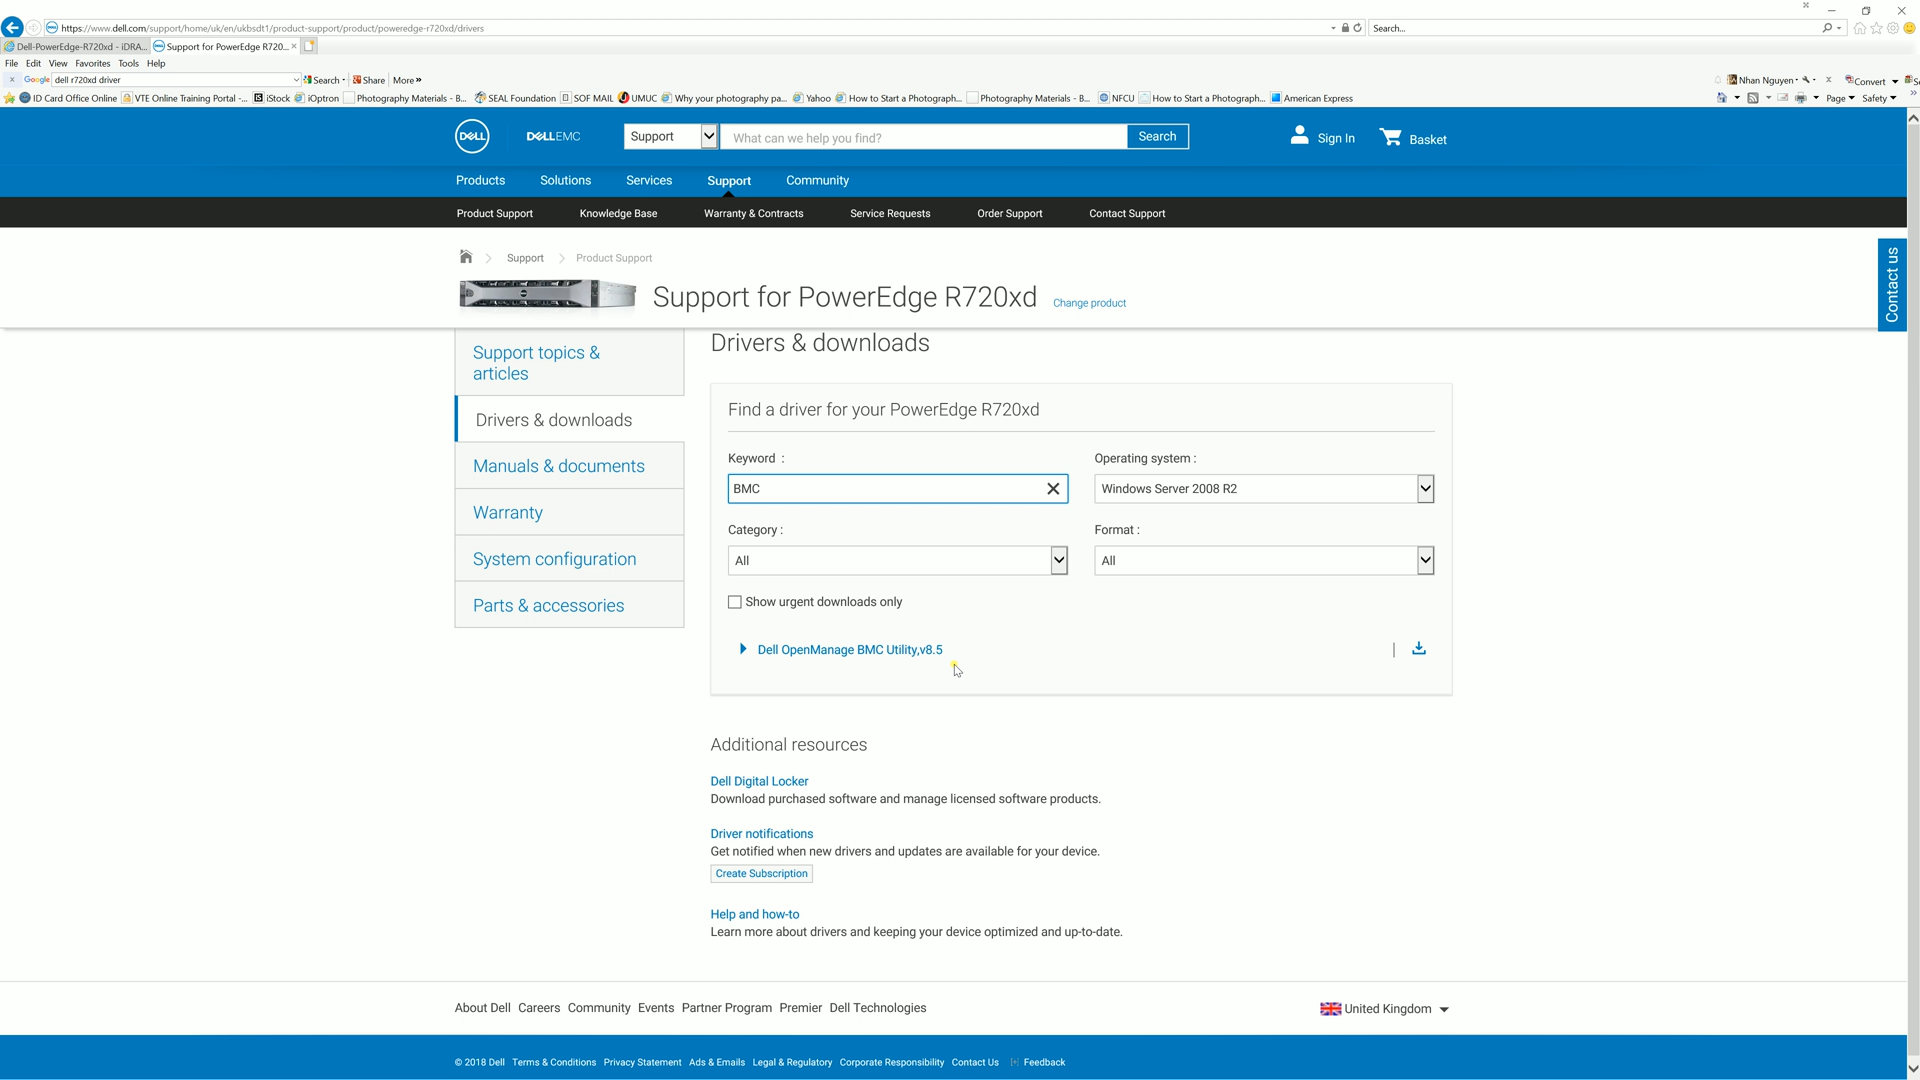 https://www.dell.com/support/home/uk/en/ukbsdt1/product-support/product/poweredge-r720xd/drivers
Search...
Dell-PowerEdge-R720xd - iDRA...
Support for PowerEdge R720...
File Edit View Favorites Tools Help
x Google dell r720xd driver Search Share More »
Nhan Nguyen x Convert
ID Card Office Online VTE Online Training Portal -... iStock iOptron Photography Materials - B... SEAL Foundation SOF MAIL UMUC Why your photography pa... Yahoo How to Start a Photograph... Photography Materials - B... NFCU How to Start a Photograph... American Express
Page Safety »
DELL
DELLEMC
Support
What can we help you find?
Search
Sign In
Basket
Products Solutions Services Support Community
Product Support Knowledge Base Warranty & Contracts Service Requests Order Support Contact Support
Support Product Support
Support for PowerEdge R720xd Change product
Contact us
Support topics &
articles
Drivers & downloads
Manuals & documents
Warranty
System configuration
Parts & accessories
Drivers & downloads
Find a driver for your PowerEdge R720xd
Keyword :
BMC
Operating system :
Windows Server 2008 R2
Category :
All
Format :
All
Show urgent downloads only
Dell OpenManage BMC Utility,v8.5
Additional resources
Dell Digital Locker
Download purchased software and manage licensed software products.
Driver notifications
Get notified when new drivers and updates are available for your device.
Create Subscription
Help and how-to
Learn more about drivers and keeping your device optimized and up-to-date.
About Dell Careers Community Events Partner Program Premier Dell Technologies
United Kingdom
© 2018 Dell Terms & Conditions Privacy Statement Ads & Emails Legal & Regulatory Corporate Responsibility Contact Us [+] Feedback